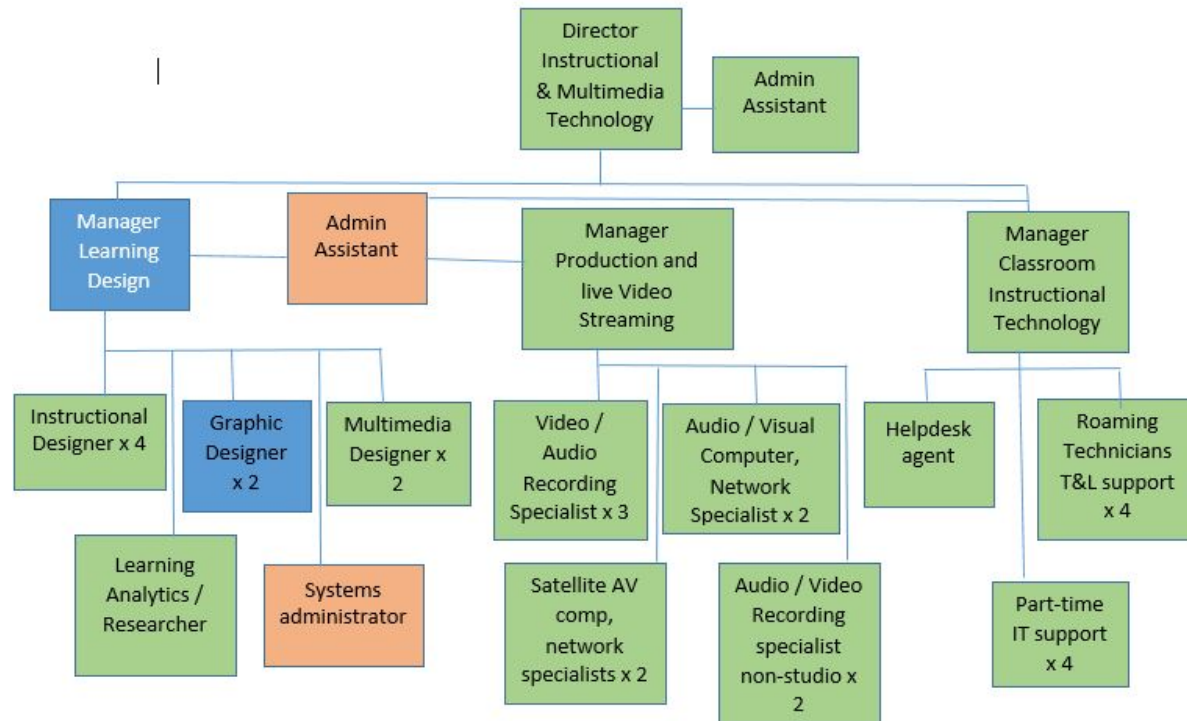 Director
Instructional
& Multimedia
Technology
Admin
Assistant
Manager
Learning
Design
Admin
Assistant
Manager
Production and
live Video
Streaming
Manager
Classroom
Instructional
Technology
Instructional
Designer x 4
Graphic
Designer
x 2
Multimedia
Designer x
2
Video /
Audio
Recording
Specialist x 3
Audio / Visual
Computer,
Network
Specialist x 2
Helpdesk
agent
Roaming
Technicians
T&L support
x 4
Learning
Analytics /
Researcher
Systems
administrator
Satellite AV
comp,
network
specialists x 2
Audio / Video
Recording
specialist
non-studio x
2
Part-time
IT support
x 4